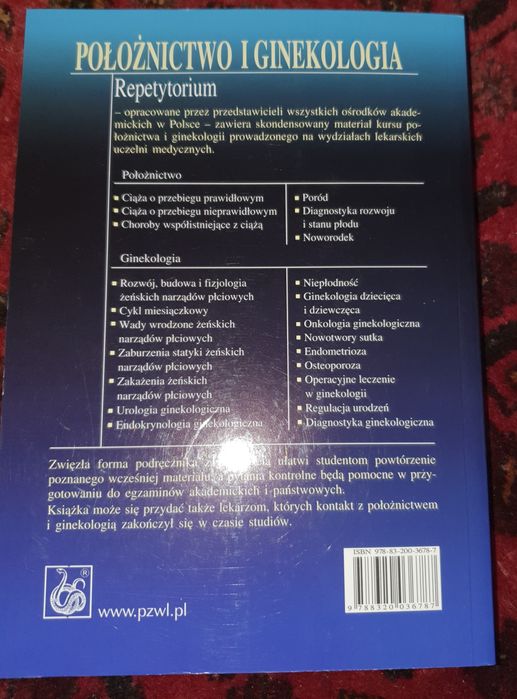 POŁOŻNICTWO I GINEKOLOGIA
Repetytorium
– opracowane przez przedstawicieli wszystkich ośrodków akade-
mickich w Polsce – zawiera skondensowany materiał kursu po-
łożnictwa i ginekologii prowadzonego na wydziałach lekarskich
uczelni medycznych.
Położnictwo
Ciąża o przebiegu prawidłowym
Ciąża o przebiegu nieprawidłowym
Choroby współistniejące z ciążą
Poród
Diagnostyka rozwoju
i stanu płodu
Noworodek
Ginekologia
Rozwój, budowa i fizjologia
żeńskich narządów płciowych
Cykl miesiączkowy
Wady wrodzone żeńskich
narządów płciowych
Zaburzenia statyki żeńskich
narządów płciowych
Zakażenia żeńskich
narządów płciowych
Urologia ginekologiczna
Endokrynologia ginekologiczna
Niepłodność
Ginekologia dziecięca
i dziewczęca
Onkologia ginekologiczna
Nowotwory sutka
Endometrioza
Osteoporoza
Operacyjne leczenie
w ginekologii
Regulacja urodzeń
Diagnostyka ginekologiczna
Zwięzła forma podręcznika ułatwi studentom powtórzenie
poznanego wcześniej materiału, a pytania kontrolne będą pomocne w przy-
gotowaniu do egzaminów akademickich i państwowych.
Książka może się przydać także lekarzom, których kontakt z położnictwem
i ginekologią zakończył się w czasie studiów.
ISBN 978-83-200-3678-7
9 788320 036787
®
www.pzwl.pl